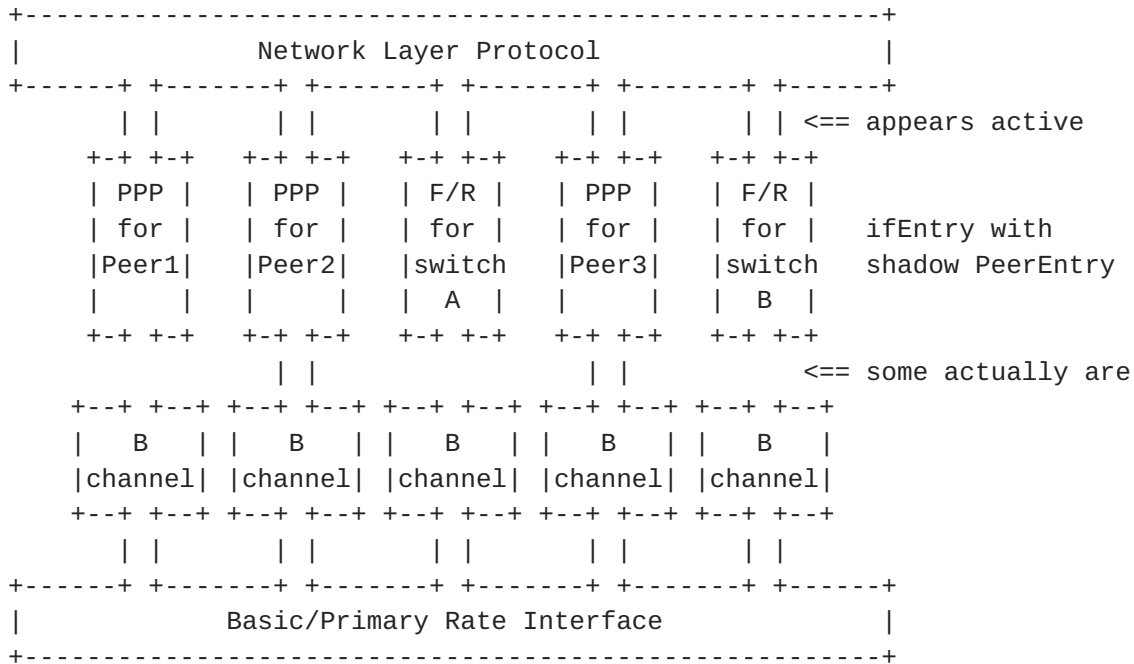 +--------------------------------------------------------+
|               Network Layer Protocol                   |
+------+ +-------+ +-------+ +-------+ +-------+ +-------+
       | |       | |       | |       | |       | | <== appears active
     +-+ +-+   +-+ +-+   +-+ +-+   +-+ +-+   +-+ +-+
     | PPP |   | PPP |   | F/R |   | PPP |   | F/R |
     | for |   | for |   | for |   | for |   | for |   ifEntry with
     |Peer1|   |Peer2|   |switch   |Peer3|   |switch   shadow PeerEntry
     |     |   |     |   |  A  |   |     |   |  B  |
     +-+ +-+   +-+ +-+   +-+ +-+   +-+ +-+   +-+ +-+
                 | |                 | |           <== some actually are
    +--+ +--+ +--+ +--+ +--+ +--+ +--+ +--+ +--+ +--+
    |   B   | |   B   | |   B   | |   B   | |   B   |
    |channel| |channel| |channel| |channel| |channel|
    +--+ +--+ +--+ +--+ +--+ +--+ +--+ +--+ +--+ +--+
       | |       | |       | |       | |       | |
+------+ +-------+ +-------+ +-------+ +-------+ +------+
|             Basic/Primary Rate Interface              |
+-------------------------------------------------------+